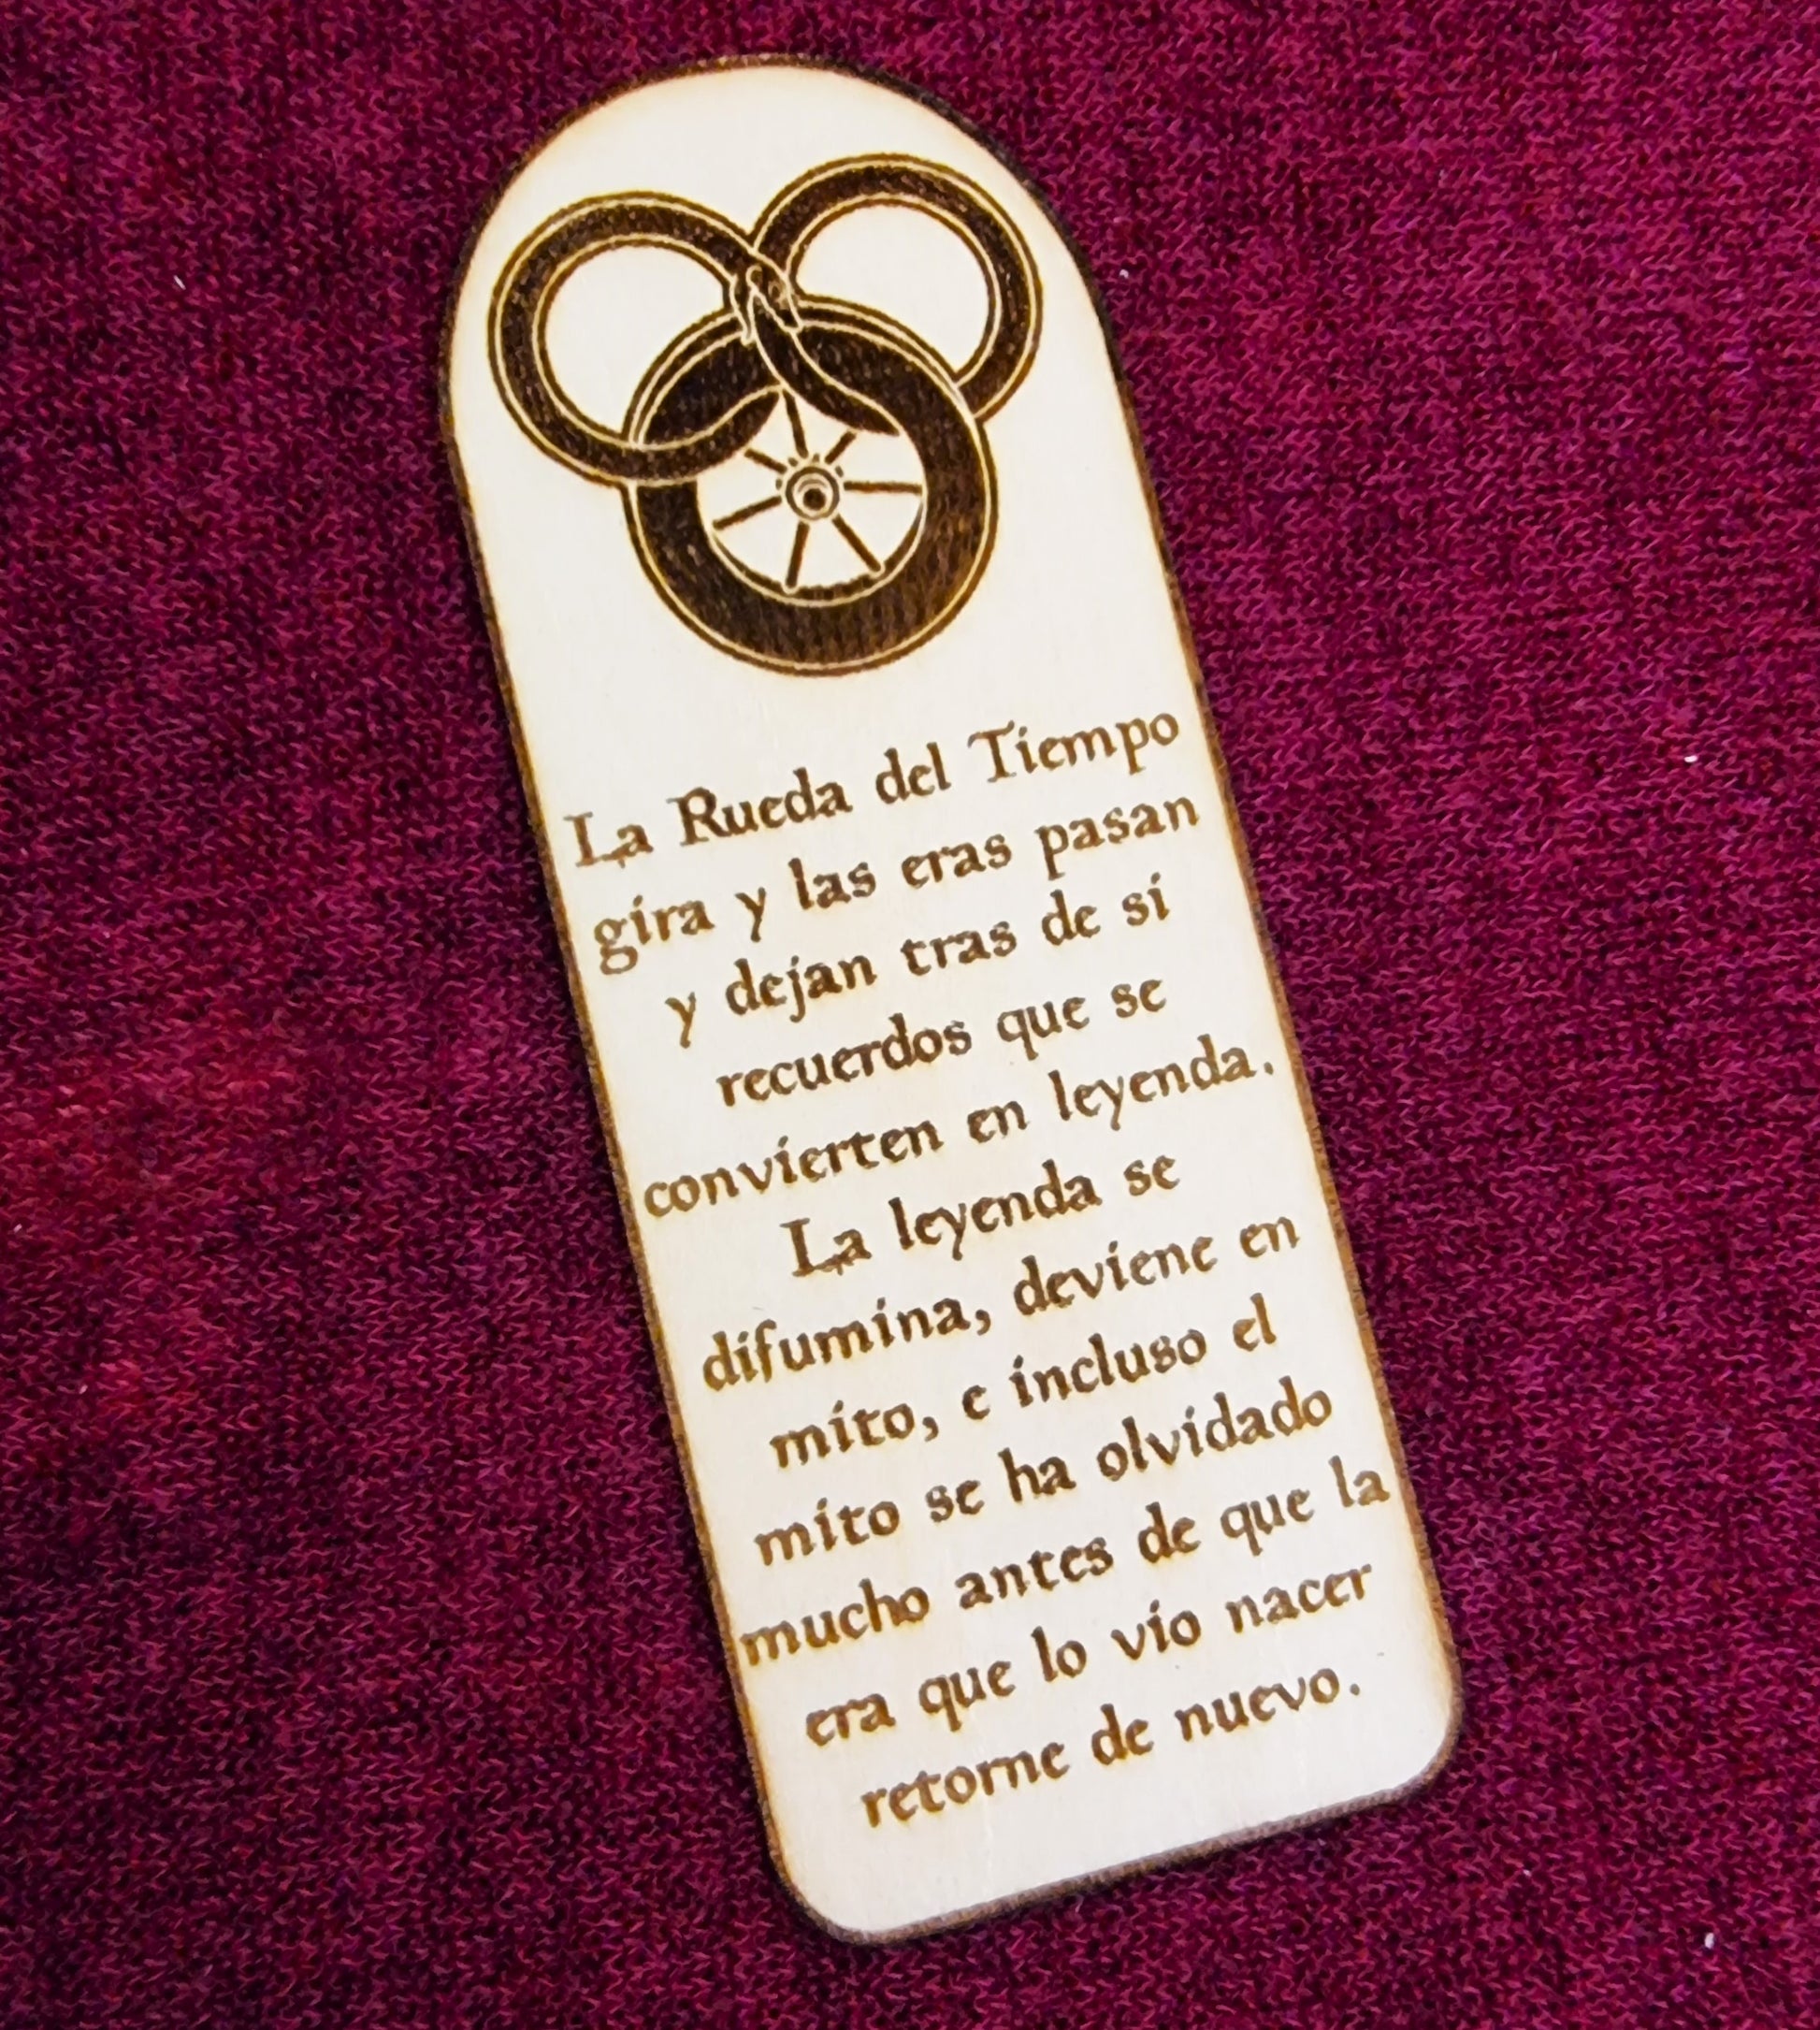 La Rueda del Tiempo
gira y las eras pasan
y dejan tras de sí
recuerdos que se
convierten en leyenda.
La leyenda se
difumina, deviene en
mito, e incluso el
mito se ha olvidado
mucho antes de que la
era que lo vio nacer
retorne de nuevo.